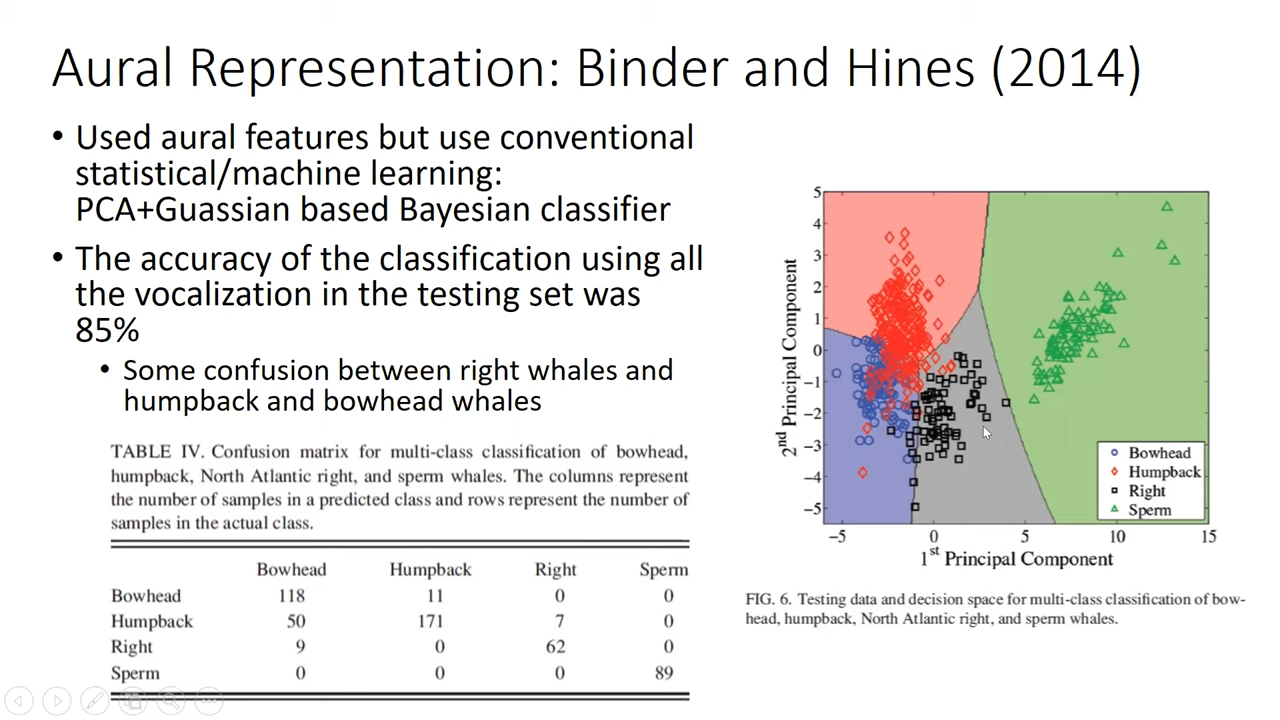 Aural Representation: Binder and Hines (2014)
• Used aural features but use conventional
statistical/machine learning:
PCA+Guassian based Bayesian classifier
• The accuracy of the classification using all
the vocalization in the testing set was
85%
• Some confusion between right whales and
humpback and bowhead whales
TABLE IV. Confusion matrix for multi-class classification of bowhead,
humpback, North Atlantic right, and sperm whales. The columns represent
the number of samples in a predicted class and rows represent the number of
samples in the actual class.
Bowhead Humpback Right Sperm
Bowhead 118 11 0 0
Humpback 50 171 7 0
Right 9 0 62 0
Sperm 0 0 0 89
5
4
3
2
1
0
−1
−2
−3
−4
−5
2nd Principal Component
Bowhead
Humpback
Right
Sperm
−5 0 5 10 15
1st Principal Component
FIG. 6. Testing data and decision space for multi-class classification of bow-
head, humpback, North Atlantic right, and sperm whales.